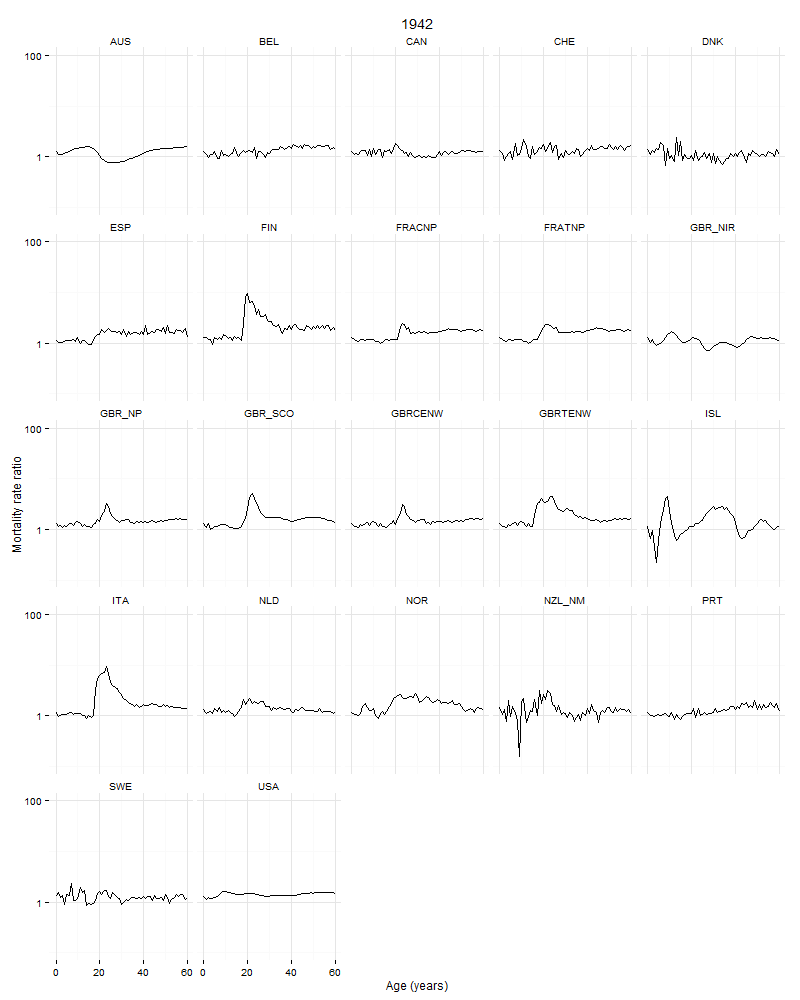 1942
AUS BEL CAN CHE DNK
100
1
ESP FIN FRACNP FRATNP GBR_NIR
100
1
GBR_NP GBR_SCO GBRCENW GBRTENW ISL
100
1
Mortality rate ratio
ITA NLD NOR NZL_NM PRT
100
1
SWE USA
100
1
0 20 40 60 0 20 40 60
Age (years)